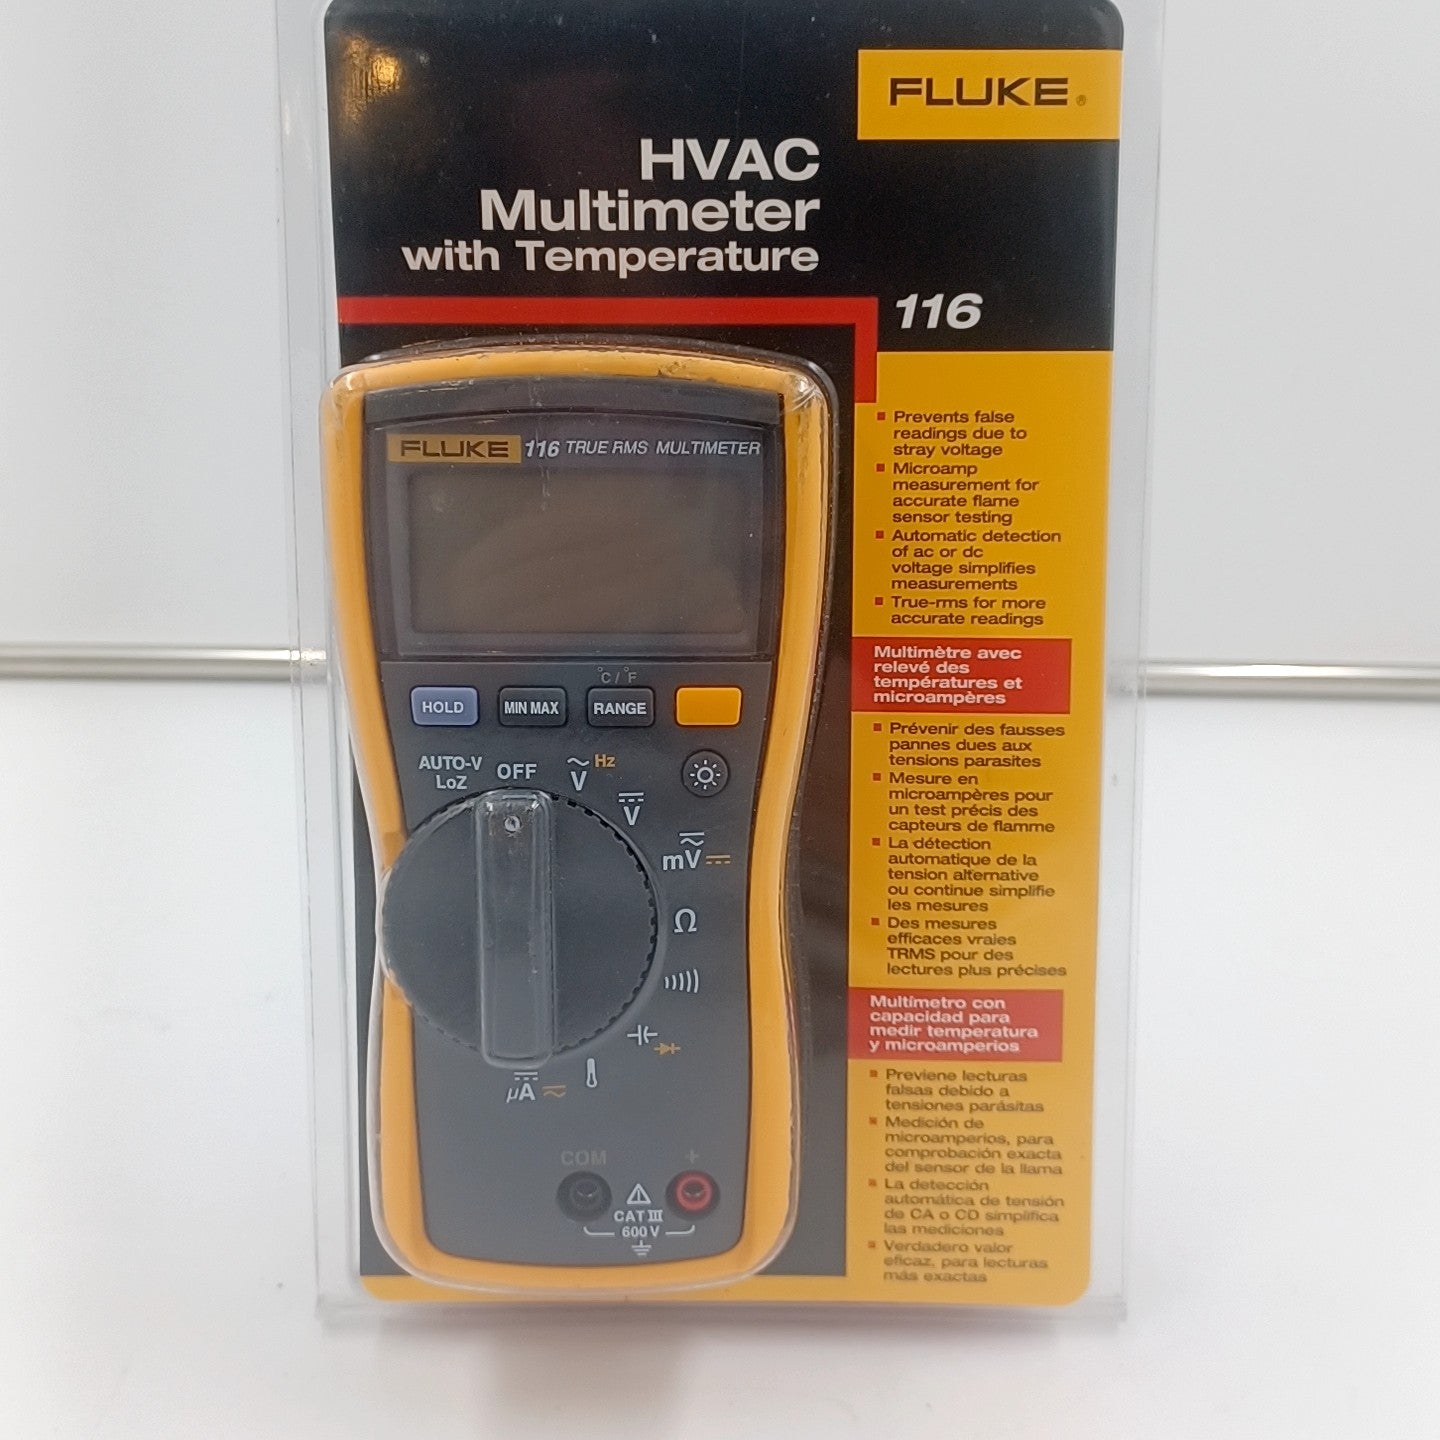 FLUKE®
HVAC
Multimeter
with Temperature
116
FLUKE 116 TRUE RMS MULTIMETER
°C / °F
HOLD
MIN MAX
RANGE
AUTO-V
LoZ
OFF
Hz
V
V
mV
Ω
µA
COM
+
CAT III
600 V
Prevents false
readings due to
stray voltage
Microamp
measurement for
accurate flame
sensor testing
Automatic detection
of ac or dc
voltage simplifies
measurements
True-rms for more
accurate readings
Multimètre avec
relevé des
températures et
microampères
Prévenir des fausses
pannes dues aux
tensions parasites
Mesure en
microampères pour
un test précis des
capteurs de flamme
La détection
automatique de la
tension alternative
ou continue simplifie
les mesures
Des mesures
efficaces vraies
TRMS pour des
lectures plus précises
Multímetro con
capacidad para
medir temperatura
y microamperios
Previene lecturas
falsas debido a
tensiones parásitas
Medición de
microamperios, para
comprobación exacta
del sensor de la llama
La detección
automática de tensión
de CA o CD simplifica
las mediciones
Verdadero valor
eficaz, para lecturas
más exactas